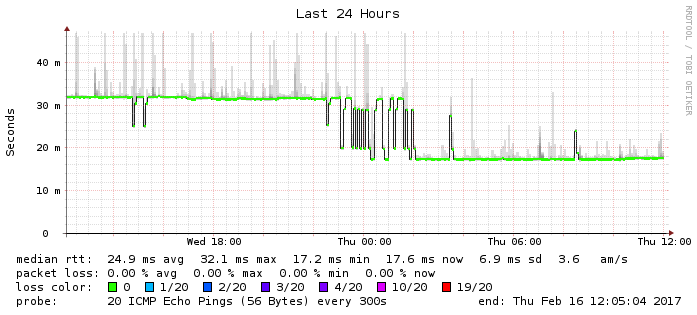 Last 24 Hours
RRDTOOL / TOBI OETIKER
Seconds
40 m
30 m
20 m
10 m
0
Wed 18:00 Thu 00:00 Thu 06:00 Thu 12:00
median rtt: 24.9 ms avg 32.1 ms max 17.2 ms min 17.6 ms now 6.9 ms sd 3.6 am/s
packet loss: 0.00 % avg 0.00 % max 0.00 % min 0.00 % now
loss color: 0 1/20 2/20 3/20 4/20 10/20 19/20
probe: 20 ICMP Echo Pings (56 Bytes) every 300s end: Thu Feb 16 12:05:04 2017